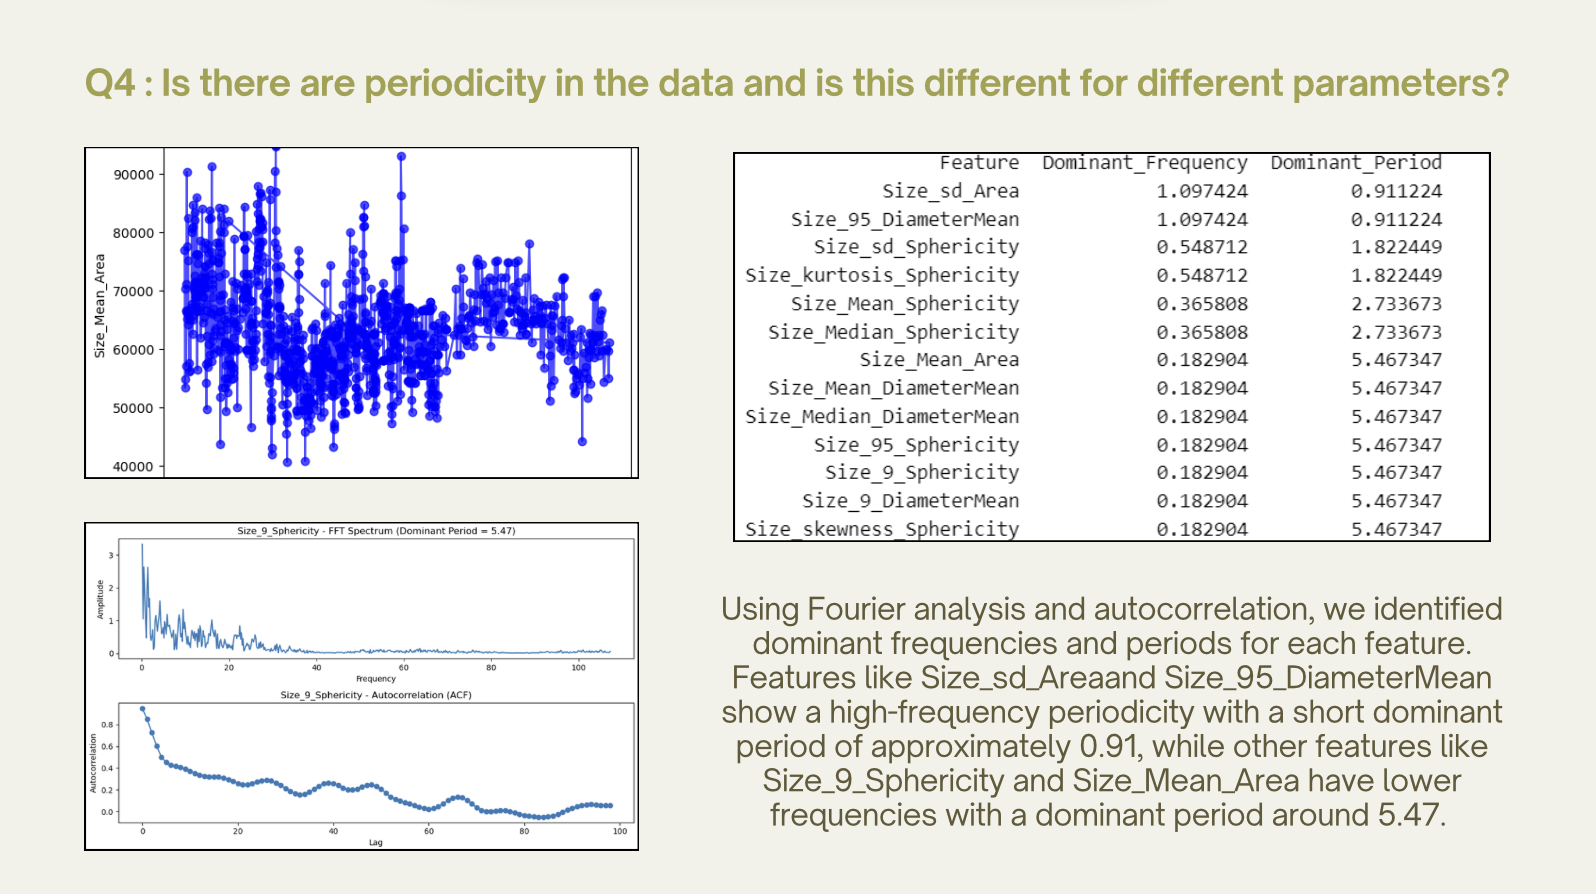 Q4 : Is there are periodicity in the data and is this different for different parameters?
90000
80000
70000
60000
50000
40000
Size_Mean_Area
Feature Dominant_Frequency Dominant_Period
Size_sd_Area 1.097424 0.911224
Size_95_DiameterMean 1.097424 0.911224
Size_sd_Sphericity 0.548712 1.822449
Size_kurtosis_Sphericity 0.548712 1.822449
Size_Mean_Sphericity 0.365808 2.733673
Size_Median_Sphericity 0.365808 2.733673
Size_Mean_Area 0.182904 5.467347
Size_Mean_DiameterMean 0.182904 5.467347
Size_Median_DiameterMean 0.182904 5.467347
Size_95_Sphericity 0.182904 5.467347
Size_9_Sphericity 0.182904 5.467347
Size_9_DiameterMean 0.182904 5.467347
Size_skewness_Sphericity 0.182904 5.467347
Size_9_Sphericity - FFT Spectrum (Dominant Period = 5.47)
3
2
1
0
Amplitude
0 20 40 60 80 100
Frequency
Size_9_Sphericity - Autocorrelation (ACF)
0.8
0.6
0.4
0.2
0.0
Autocorrelation
0 20 40 60 80 100
Lag
Using Fourier analysis and autocorrelation, we identified
dominant frequencies and periods for each feature.
Features like Size_sd_Areaand Size_95_DiameterMean
show a high-frequency periodicity with a short dominant
period of approximately 0.91, while other features like
Size_9_Sphericity and Size_Mean_Area have lower
frequencies with a dominant period around 5.47.